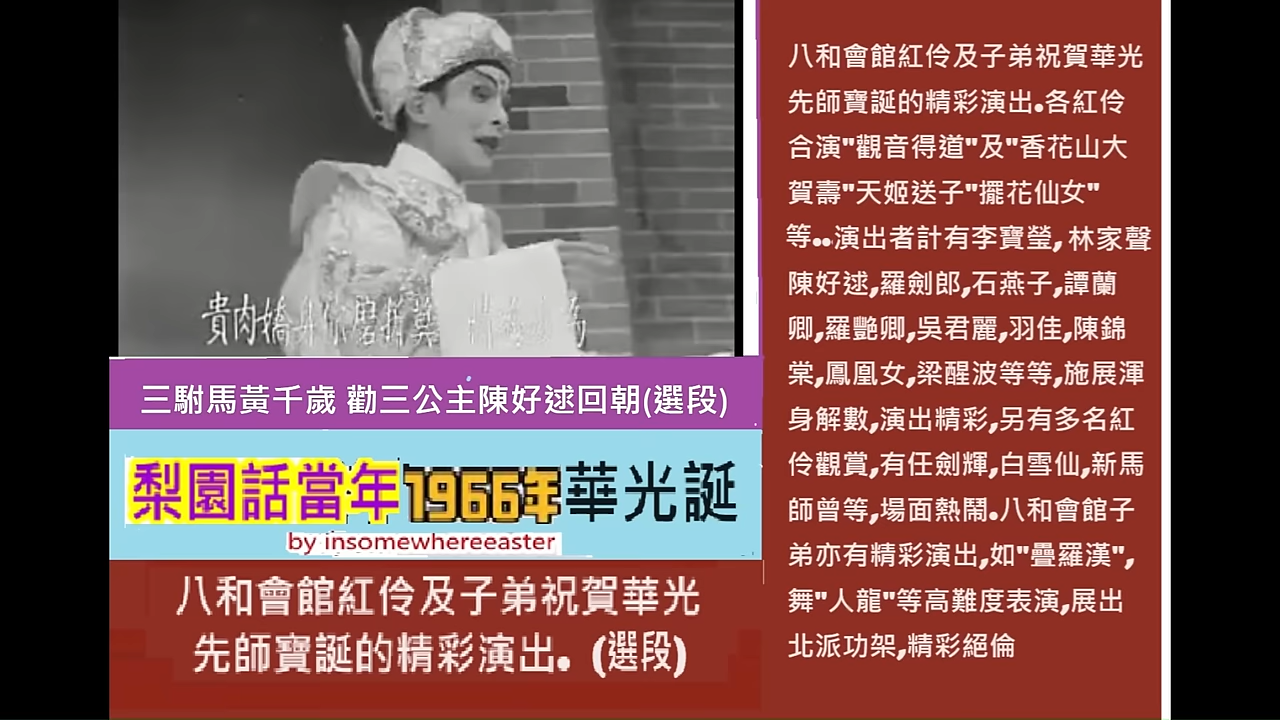 貴肉嬌
三駙馬黃千歲 勸三公主陳好逑回朝(選段)
梨園話當年1966年華光誕
by insomewhereeaster
八和會館紅伶及子弟祝賀華光
先師寶誕的精彩演出. (選段)
八和會館紅伶及子弟祝賀華光
先師寶誕的精彩演出.各紅伶
合演"觀音得道"及"香花山大
賀壽"天姬送子"擺花仙女"
等..演出者計有李寶瑩,林家聲
陳好逑,羅劍郎,石燕子,譚蘭
卿,羅艷卿,吳君麗,羽佳,陳錦
棠,鳳凰女,梁醒波等等,施展渾
身解數,演出精彩,另有多名紅
伶觀賞,有任劍輝,白雪仙,新馬
師曾等,場面熱鬧.八和會館子
弟亦有精彩演出,如"疊羅漢",
舞"人龍"等高難度表演,展出
北派功架,精彩絕倫